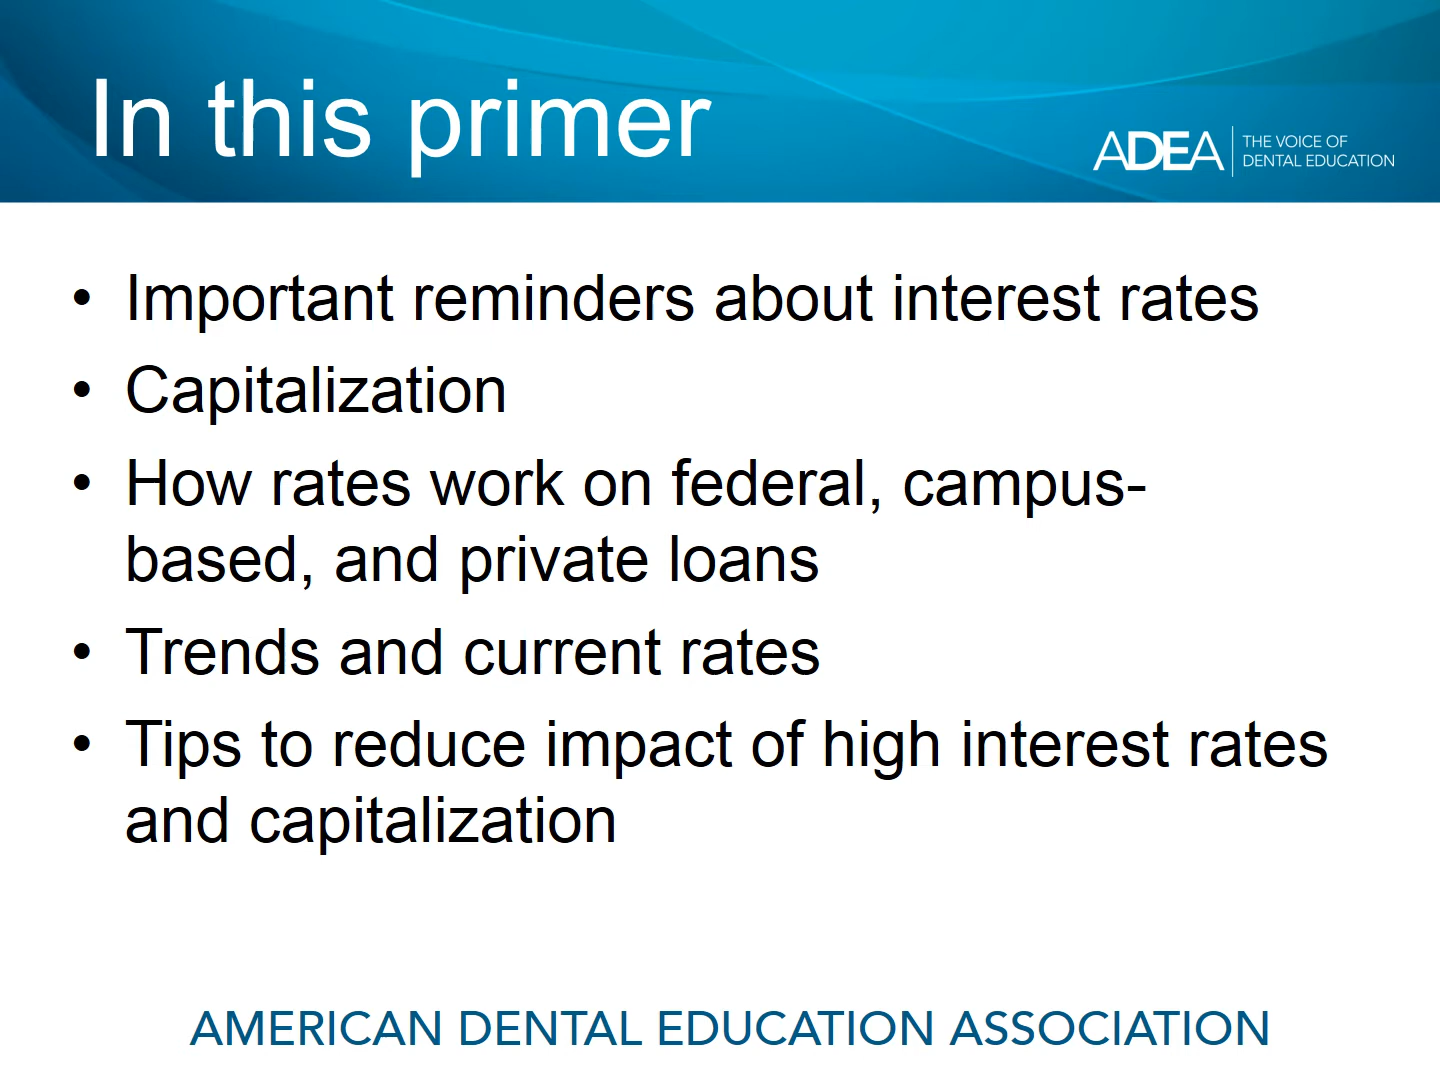 In this primer
ADEA
THE VOICE OF
DENTAL EDUCATION
• Important reminders about interest rates
• Capitalization
• How rates work on federal, campus-
based, and private loans
• Trends and current rates
• Tips to reduce impact of high interest rates
and capitalization
AMERICAN DENTAL EDUCATION ASSOCIATION